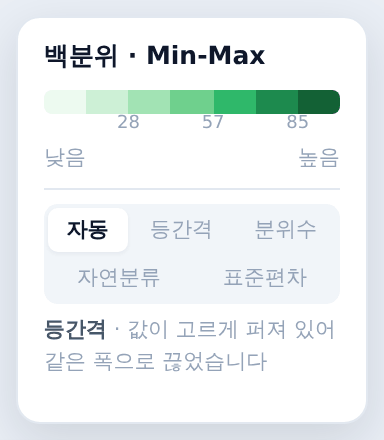 백분위 · Min-Max
28 57 85
낮음 높음
자동 등간격 분위수
자연분류 표준편차
등간격 · 값이 고르게 퍼져 있어
같은 폭으로 끊었습니다